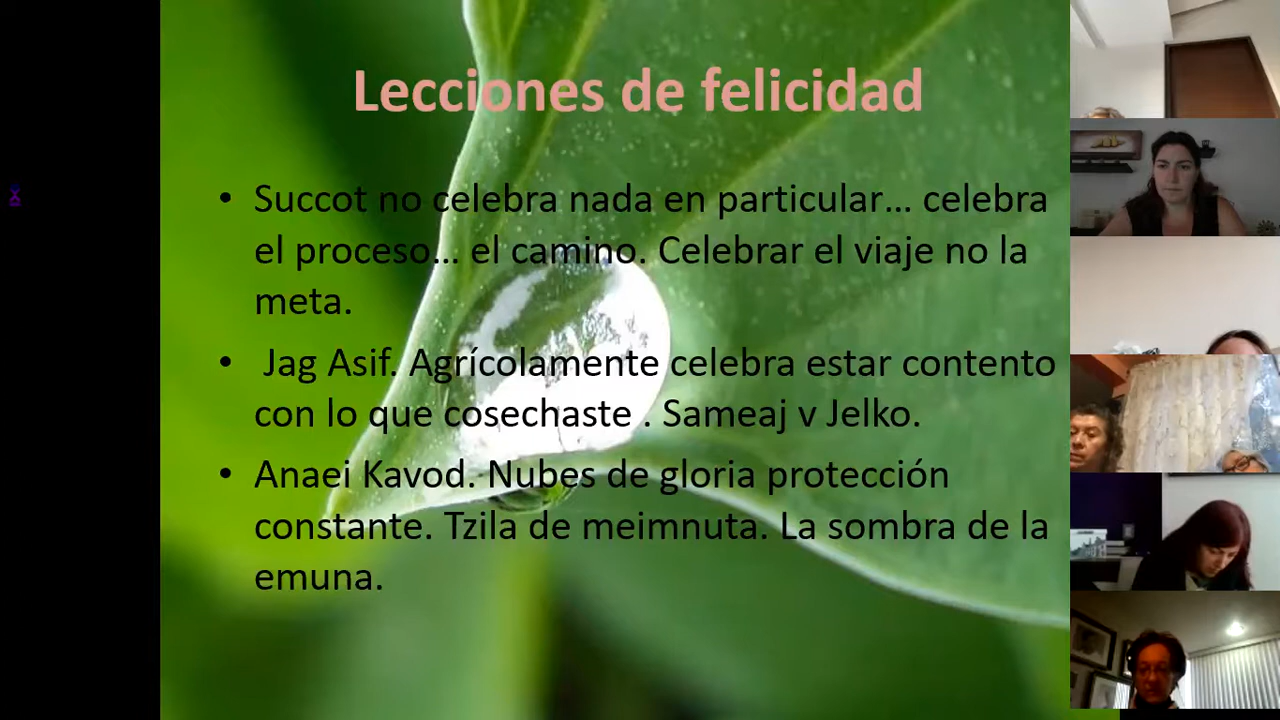 Lecciones de felicidad
• Succot no celebra nada en particular... celebra
el proceso... el camino. Celebrar el viaje no la
meta.
• Jag Asif. Agrícolamente celebra estar contento
con lo que cosechaste . Sameaj v Jelko.
• Anaei Kavod. Nubes de gloria protección
constante. Tzila de meimnuta. La sombra de la
emuna.